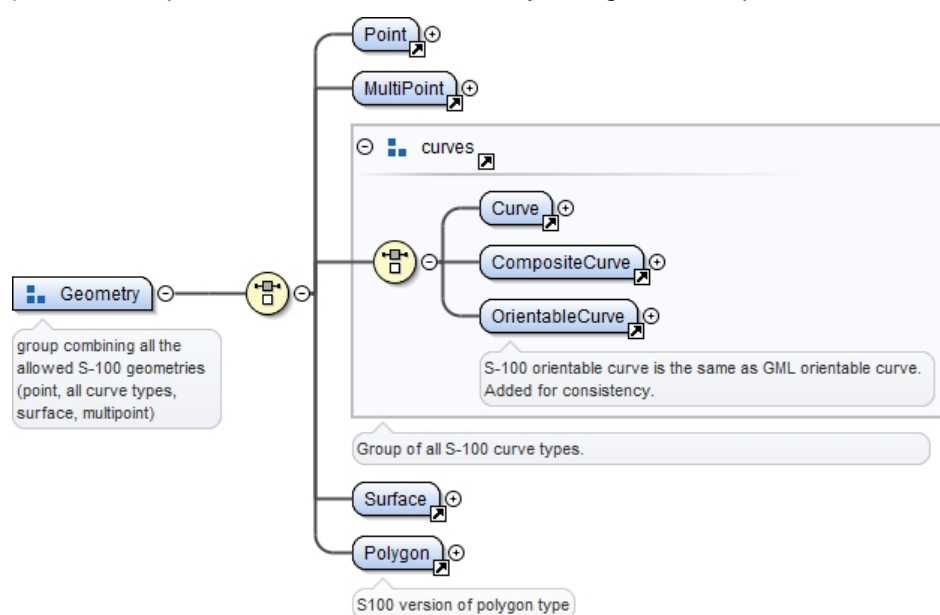 Point
MultiPoint
curves
Curve
CompositeCurve
OrientableCurve
S-100 orientable curve is the same as GML orientable curve.
Added for consistency.
Geometry
group combining all the
allowed S-100 geometries
(point, all curve types,
surface, multipoint)
Group of all S-100 curve types.
Surface
Polygon
S100 version of polygon type